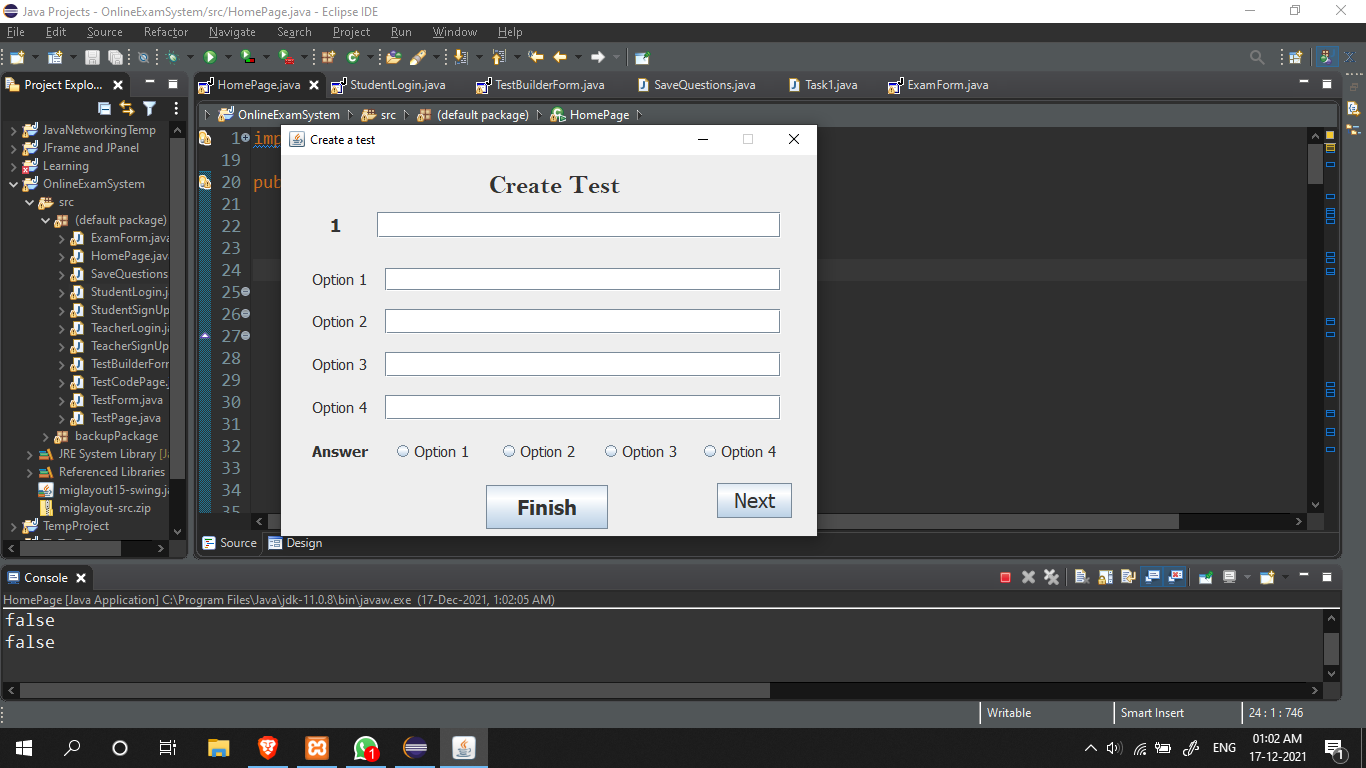 Java Projects - OnlineExamSystem/src/HomePage.java - Eclipse IDE
File Edit Source Refactor Navigate Search Project Run Window Help
Project Explo...
HomePage.java StudentLogin.java TestBuilderForm.java SaveQuestions.java Task1.java ExamForm.java
OnlineExamSystem src (default package) HomePage
JavaNetworkingTemp
JFrame and JPanel
Learning
OnlineExamSystem
src
(default package)
ExamForm.java
HomePage.jav
SaveQuestions
StudentLogin.j
StudentSignUp
TeacherLogin.j
TeacherSignUp
TestBuilderForn
TestCodePage.
TestForm.java
TestPage.java
backupPackage
JRE System Library [J
Referenced Libraries
miglayout15-swing.ja
miglayout-src.zip
TempProject
1 imp
19
20 pub
21
22
23
24
25
26
27
28
29
30
31
32
33
34
35
Create a test
Create Test
1
Option 1
Option 2
Option 3
Option 4
Answer Option 1 Option 2 Option 3 Option 4
Finish Next
Source Design
Console
HomePage [Java Application] C:\Program Files\Java\jdk-11.0.8\bin\javaw.exe (17-Dec-2021, 1:02:05 AM)
false
false
Writable Smart Insert 24 : 1 : 746
1
ENG
01:02 AM
17-12-2021
1